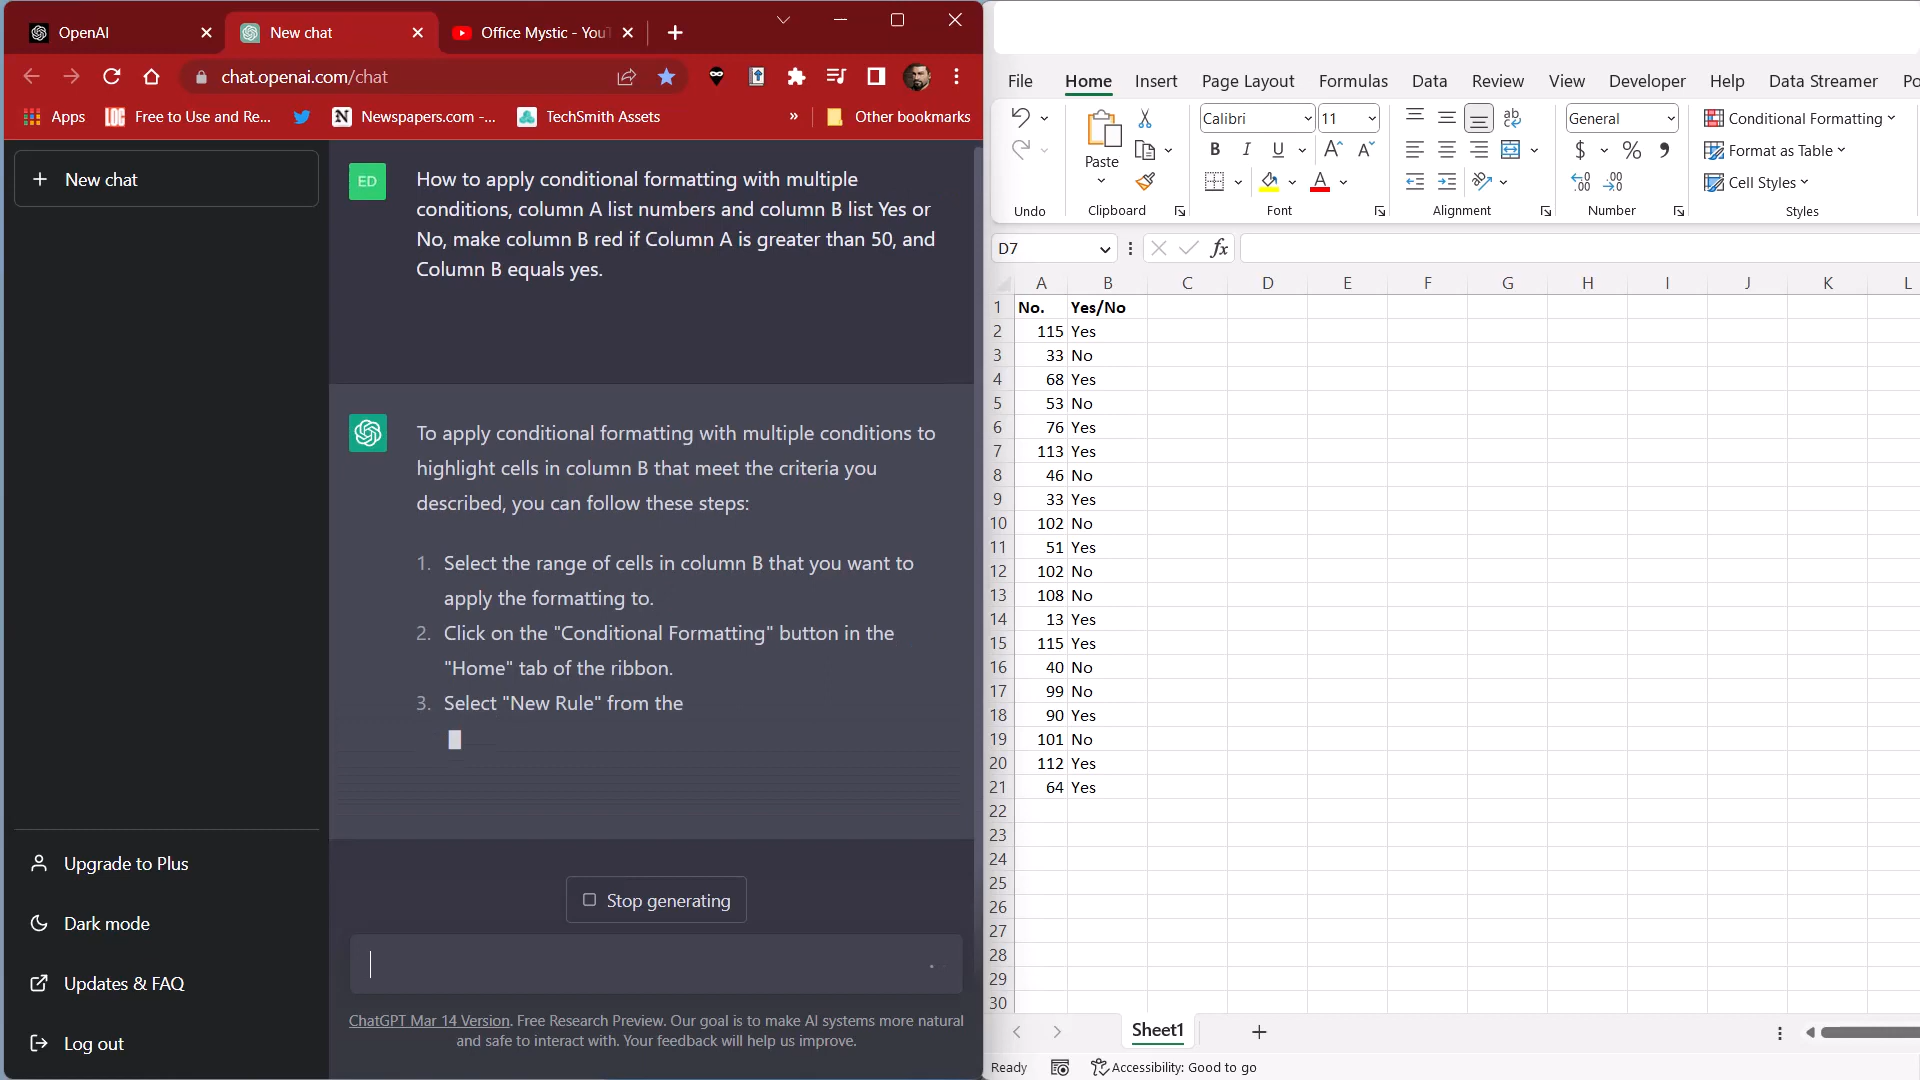 OpenAI
New chat
Office Mystic - YouT
chat.openai.com/chat
Apps
Free to Use and Re...
Newspapers.com -...
TechSmith Assets
»
Other bookmarks
+ New chat
Upgrade to Plus
Dark mode
Updates & FAQ
Log out
ED
How to apply conditional formatting with multiple
conditions, column A list numbers and column B list Yes or
No, make column B red if Column A is greater than 50, and
Column B equals yes.
To apply conditional formatting with multiple conditions to
highlight cells in column B that meet the criteria you
described, you can follow these steps:
1. Select the range of cells in column B that you want to
apply the formatting to.
2. Click on the "Conditional Formatting" button in the
"Home" tab of the ribbon.
3. Select "New Rule" from the
Stop generating
ChatGPT Mar 14 Version. Free Research Preview. Our goal is to make AI systems more natural
and safe to interact with. Your feedback will help us improve.
File Home Insert Page Layout Formulas Data Review View Developer Help Data Streamer Po
Calibri 11
General
Conditional Formatting
Paste
B I U A A
$ % 9
Format as Table
A
Cell Styles
Undo Clipboard Font Alignment Number Styles
D7 fx
A B C D E F G H I J K L
1 No. Yes/No
2 115 Yes
3 33 No
4 68 Yes
5 53 No
6 76 Yes
7 113 Yes
8 46 No
9 33 Yes
10 102 No
11 51 Yes
12 102 No
13 108 No
14 13 Yes
15 115 Yes
16 40 No
17 99 No
18 90 Yes
19 101 No
20 112 Yes
21 64 Yes
22
23
24
25
26
27
28
29
30
Sheet1
Ready
Accessibility: Good to go